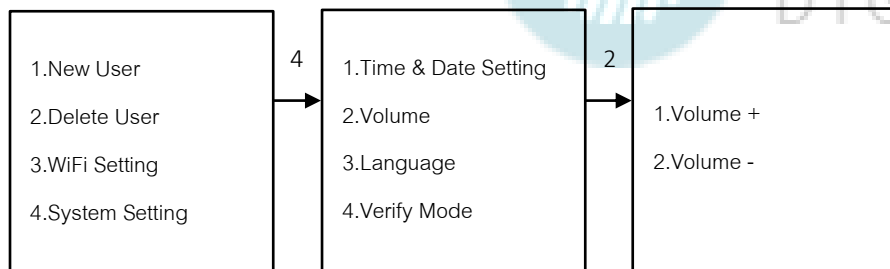 1.New User
2.Delete User
3.WiFi Setting
4.System Setting
4
1.Time & Date Setting
2.Volume
3.Language
4.Verify Mode
2
1.Volume +
2.Volume -